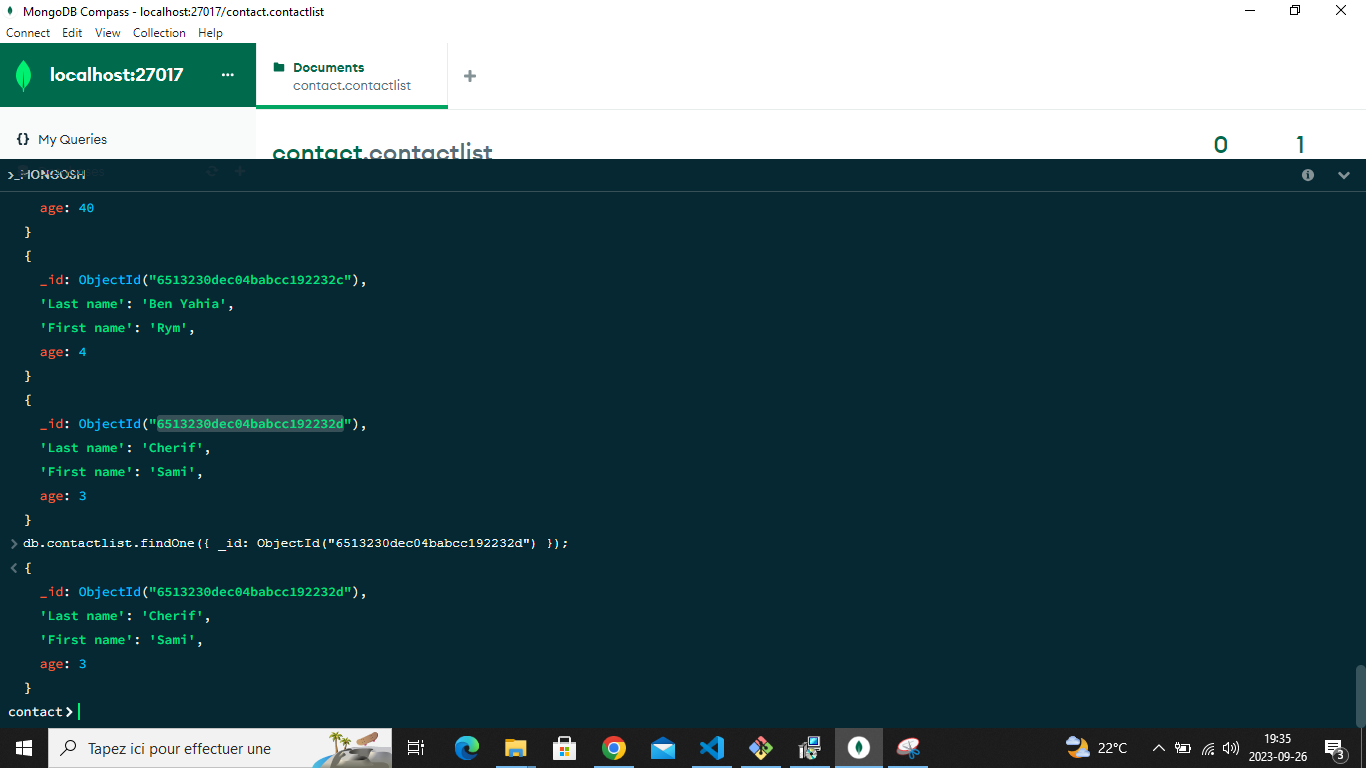 MongoDB Compass - localhost:27017/contact.contactlist
Connect Edit View Collection Help
localhost:27017 ...
Documents
contact.contactlist
{} My Queries
contact.contactlist
0 1
>_MONGOSH
age: 40
}
{
_id: ObjectId("6513230dec04babcc192232c"),
'Last name': 'Ben Yahia',
'First name': 'Rym',
age: 4
}
{
_id: ObjectId("6513230dec04babcc192232d"),
'Last name': 'Cherif',
'First name': 'Sami',
age: 3
}
> db.contactlist.findOne({ _id: ObjectId("6513230dec04babcc192232d") });
< {
_id: ObjectId("6513230dec04babcc192232d"),
'Last name': 'Cherif',
'First name': 'Sami',
age: 3
}
contact>
Tapez ici pour effectuer une
22°C
19:35
2023-09-26
3